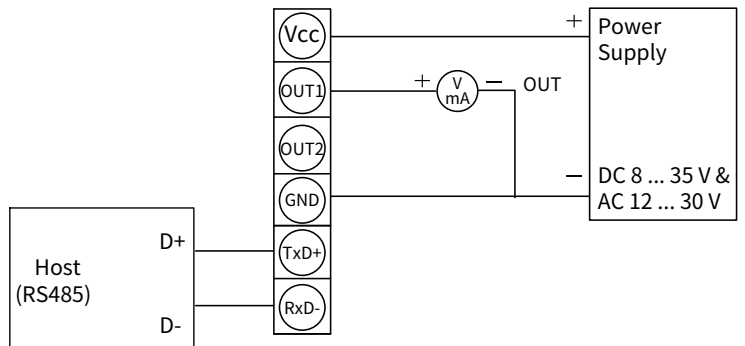 Vcc
+
Power
Supply
OUT1
+
V
mA
−
OUT
OUT2
GND
−
DC 8 ... 35 V &
AC 12 ... 30 V
Host
(RS485)
D+
TxD+
D-
RxD-